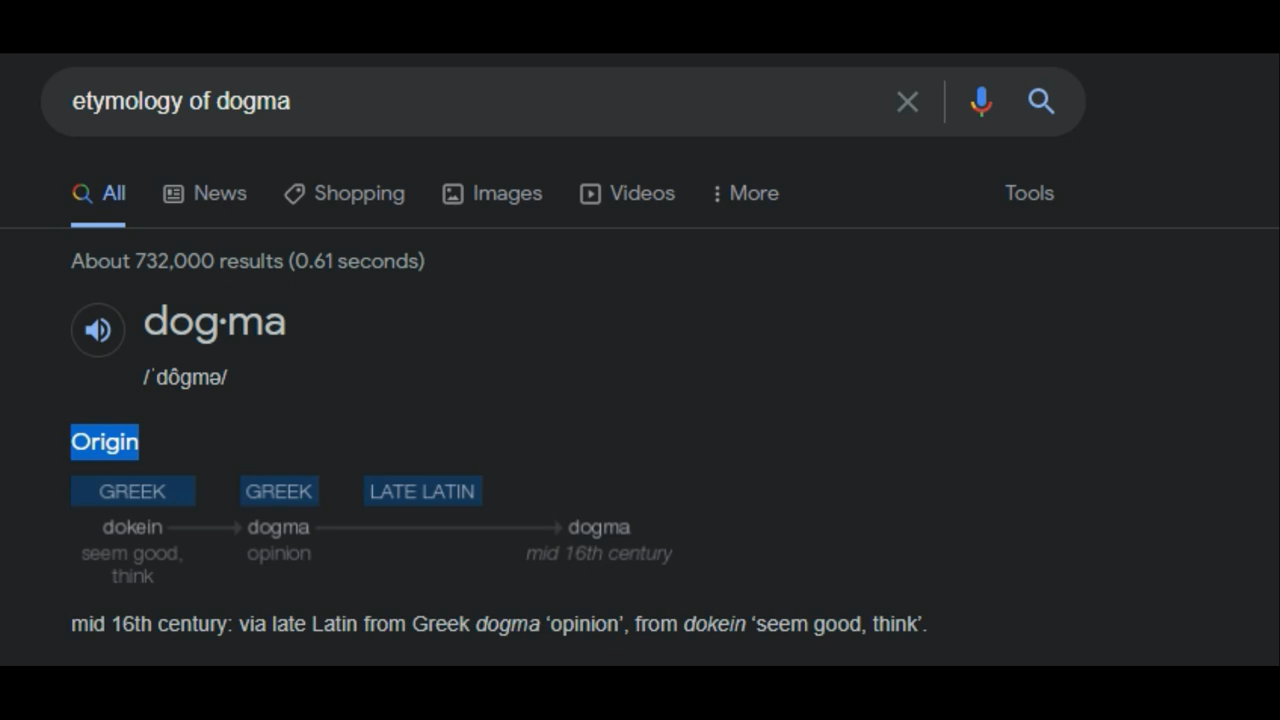 etymology of dogma
All News Shopping Images Videos More Tools
About 732,000 results (0.61 seconds)
dog·ma
/ˈdôɡmə/
Origin
GREEK GREEK LATE LATIN
dokein dogma dogma
seem good, opinion mid 16th century
think
mid 16th century: via late Latin from Greek dogma ‘opinion’, from dokein ‘seem good, think’.